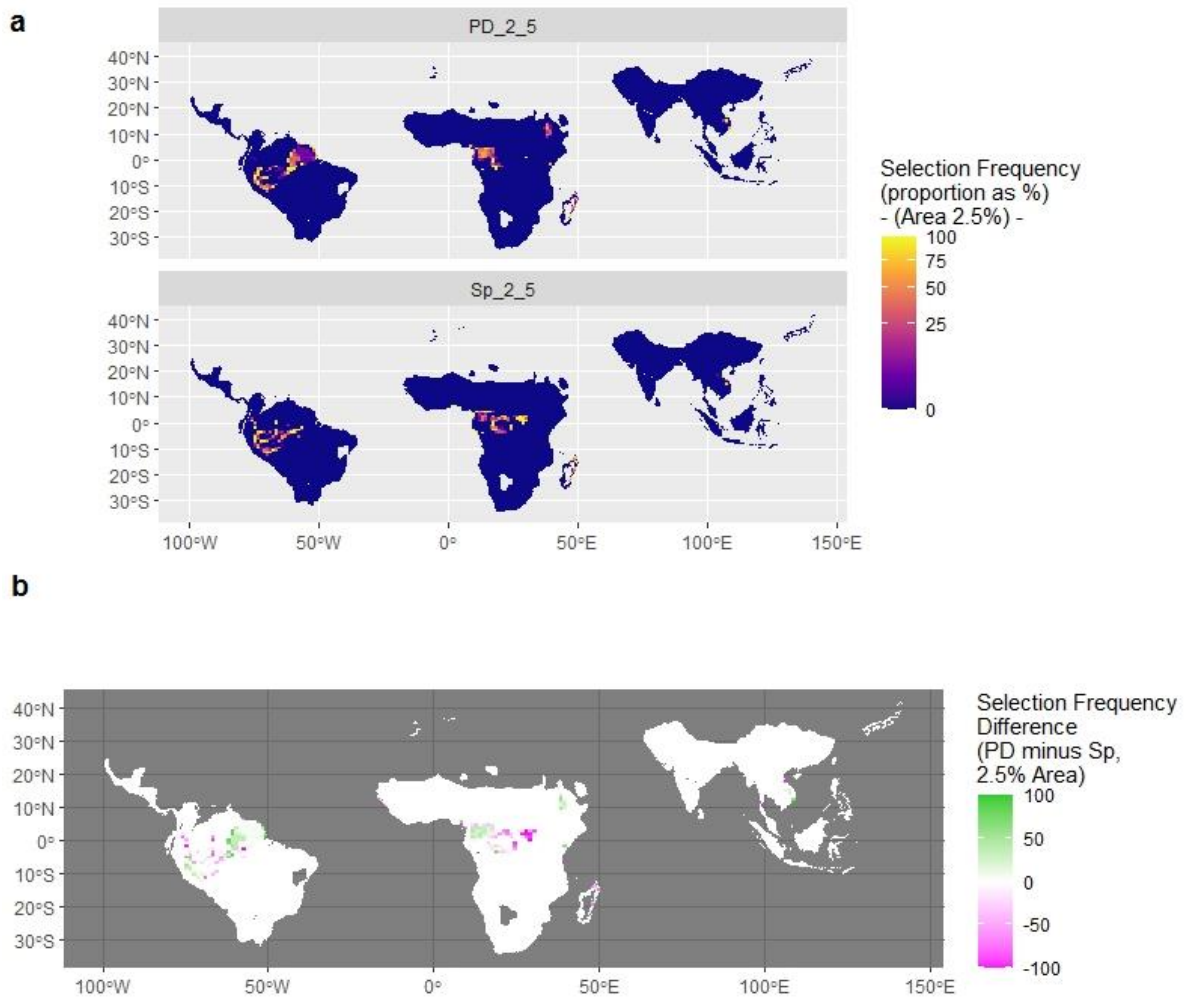 a
PD_2_5
40°N
30°N
20°N
10°N
0°
10°S
20°S
30°S
Sp_2_5
40°N
30°N
20°N
10°N
0°
10°S
20°S
30°S
100°W 50°W 0° 50°E 100°E 150°E
Selection Frequency
(proportion as %)
- (Area 2.5%) -
100
75
50
25
0
b
40°N
30°N
20°N
10°N
0°
10°S
20°S
30°S
100°W 50°W 0° 50°E 100°E 150°E
Selection Frequency
Difference
(PD minus Sp,
2.5% Area)
100
50
0
-50
-100